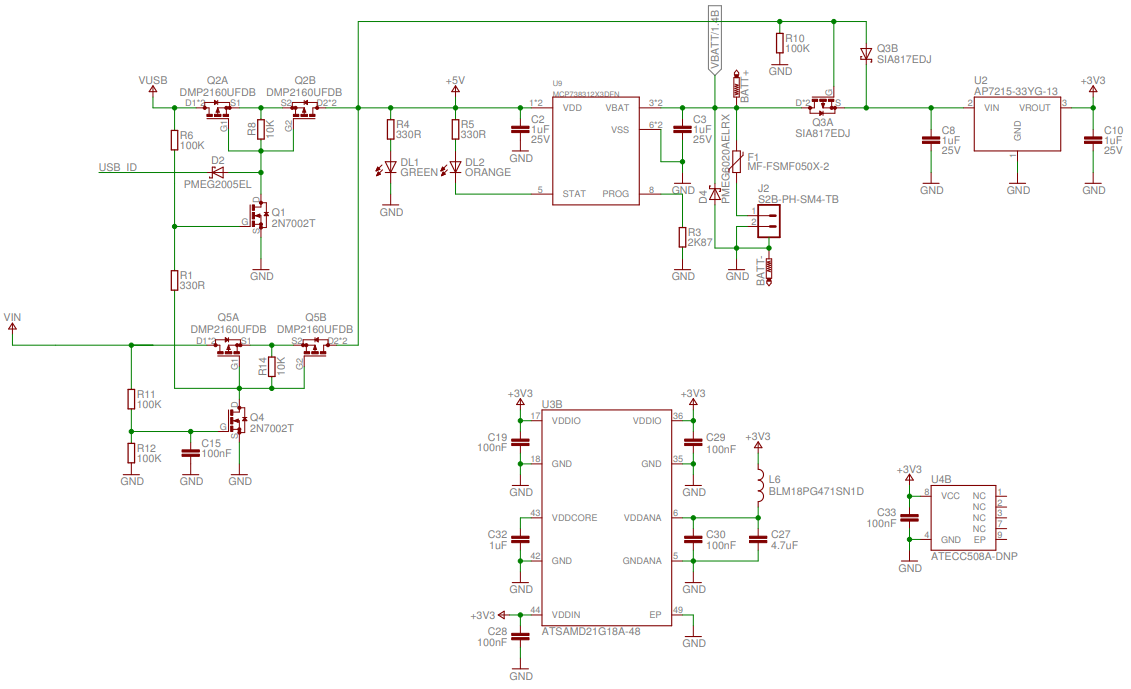 VBATT/1.4B
R10
100K
GND
Q3B
SIA817EDJ
VUSB
Q2A
DMP2160UFDB
D1*2
S1
G1
Q2B
DMP2160UFDB
S2
D2*2
G2
R8
10K
R6
100K
USB_ID
D2
PMEG2005EL
Q1
2N7002T
D
G
S
GND
R1
330R
+5V
R4
330R
R5
330R
DL1
GREEN
DL2
ORANGE
GND
C2
1uF
25V
GND
U9
MCP738312X3DFN
1*2
VDD
VBAT
3*2
VSS
6*2
5
STAT
PROG
8
C3
1uF
25V
GND
R3
2K87
GND
D4
PMEG6020AELRX
BATT+
F1
MF-FSMF050X-2
J2
S2B-PH-SM4-TB
1
2
GND
BATT-
D*2
G
S
Q3A
SIA817EDJ
C8
1uF
25V
GND
U2
AP7215-33YG-13
2
VIN
VROUT
3
GND
1
GND
+3V3
C10
1uF
25V
GND
VIN
Q5A
DMP2160UFDB
D1*2
S1
G1
Q5B
DMP2160UFDB
S2
D2*2
G2
R14
10K
R11
100K
R12
100K
GND
C15
100nF
GND
Q4
2N7002T
D
G
S
GND
U3B
+3V3
17
VDDIO
VDDIO
36
+3V3
C19
100nF
C29
100nF
18
GND
GND
35
GND
GND
43
VDDCORE
VDDANA
6
C32
1uF
C30
100nF
42
GND
GNDANA
5
GND
GND
+3V3
44
VDDIN
EP
49
ATSAMD21G18A-48
C28
100nF
GND
GND
+3V3
L6
BLM18PG471SN1D
C27
4.7uF
+3V3
C33
100nF
GND
U4B
8
VCC
NC
1
NC
2
NC
3
NC
7
4
GND
EP
9
ATECC508A-DNP